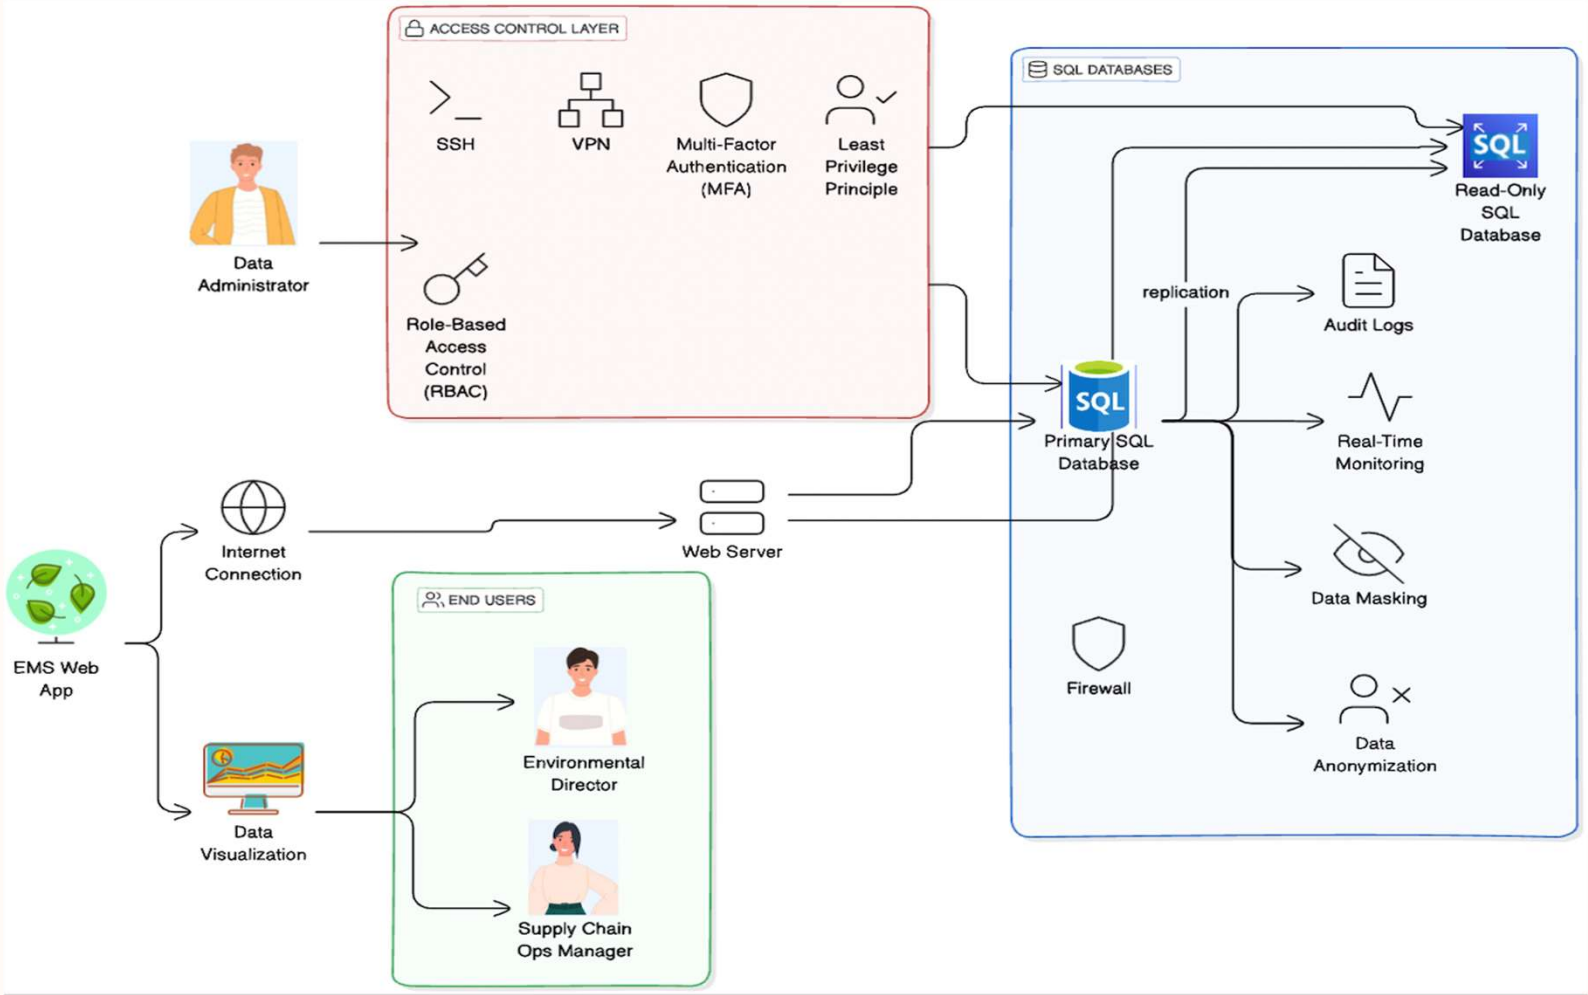 ACCESS CONTROL LAYER
SSH
VPN
Multi-Factor
Authentication
(MFA)
Least
Privilege
Principle
Role-Based
Access
Control
(RBAC)
Data
Administrator
SQL DATABASES
SQL
Read-Only
SQL
Database
replication
Audit Logs
SQL
Primary SQL
Database
Real-Time
Monitoring
Data Masking
Firewall
Data
Anonymization
Internet
Connection
Web Server
EMS Web
App
Data
Visualization
END USERS
Environmental
Director
Supply Chain
Ops Manager